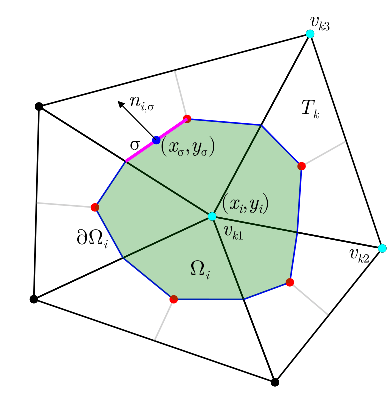 v_{k3}
n_{i,σ}
T_k
σ
(x_σ, y_σ)
(x_i, y_i)
v_{k1}
∂Ω_i
v_{k2}
Ω_i